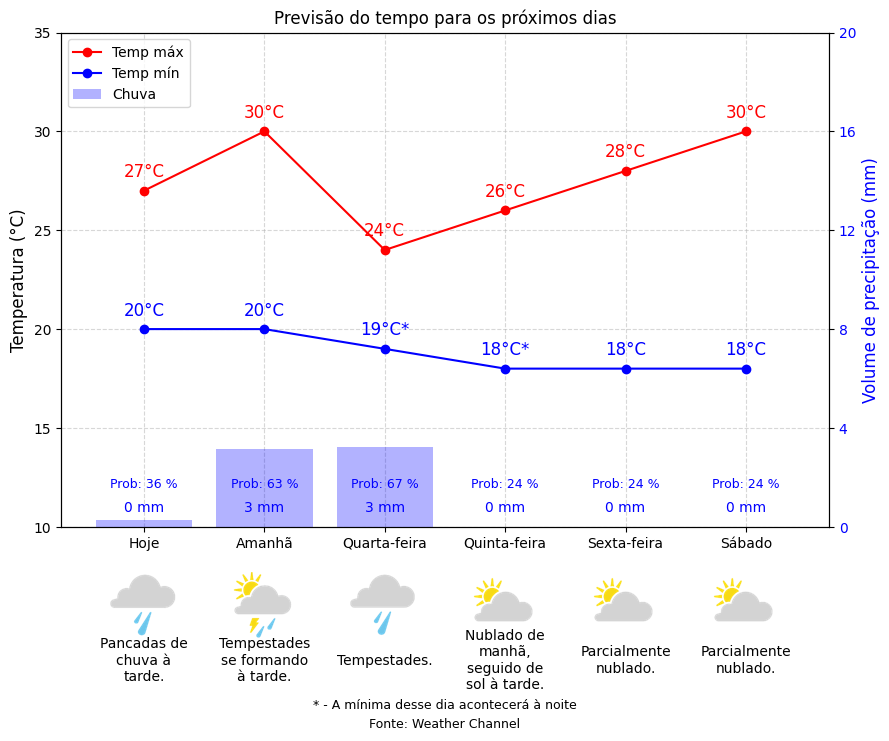 Previsão do tempo para os próximos dias
Temp máx
Temp mín
Chuva
35
30
25
20
15
10
Temperatura (°C)
20
16
12
8
4
0
Volume de precipitação (mm)
27°C
30°C
24°C
26°C
28°C
30°C
20°C
20°C
19°C*
18°C*
18°C
18°C
Prob: 36 %
Prob: 63 %
Prob: 67 %
Prob: 24 %
Prob: 24 %
Prob: 24 %
0 mm
3 mm
3 mm
0 mm
0 mm
0 mm
Hoje
Amanhã
Quarta-feira
Quinta-feira
Sexta-feira
Sábado
Pancadas de
chuva à
tarde.
Tempestades
se formando
à tarde.
Tempestades.
Nublado de
manhã,
seguido de
sol à tarde.
Parcialmente
nublado.
Parcialmente
nublado.
* - A mínima desse dia acontecerá à noite
Fonte: Weather Channel